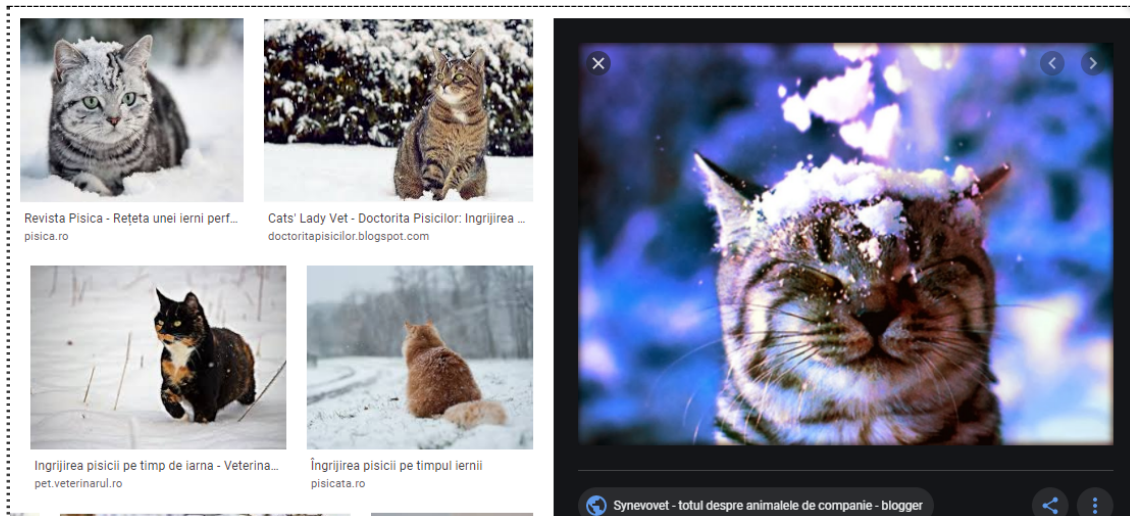 Revista Pisica - Rețeta unei ierni perf...
pisica.ro
Cats' Lady Vet - Doctorita Pisicilor: Ingrijirea ...
doctoritapisicilor.blogspot.com
Ingrijirea pisicii pe timp de iarna - Veterina...
pet.veterinarul.ro
Îngrijirea pisicii pe timpul iernii
pisicata.ro
Synevovet - totul despre animalele de companie - blogger